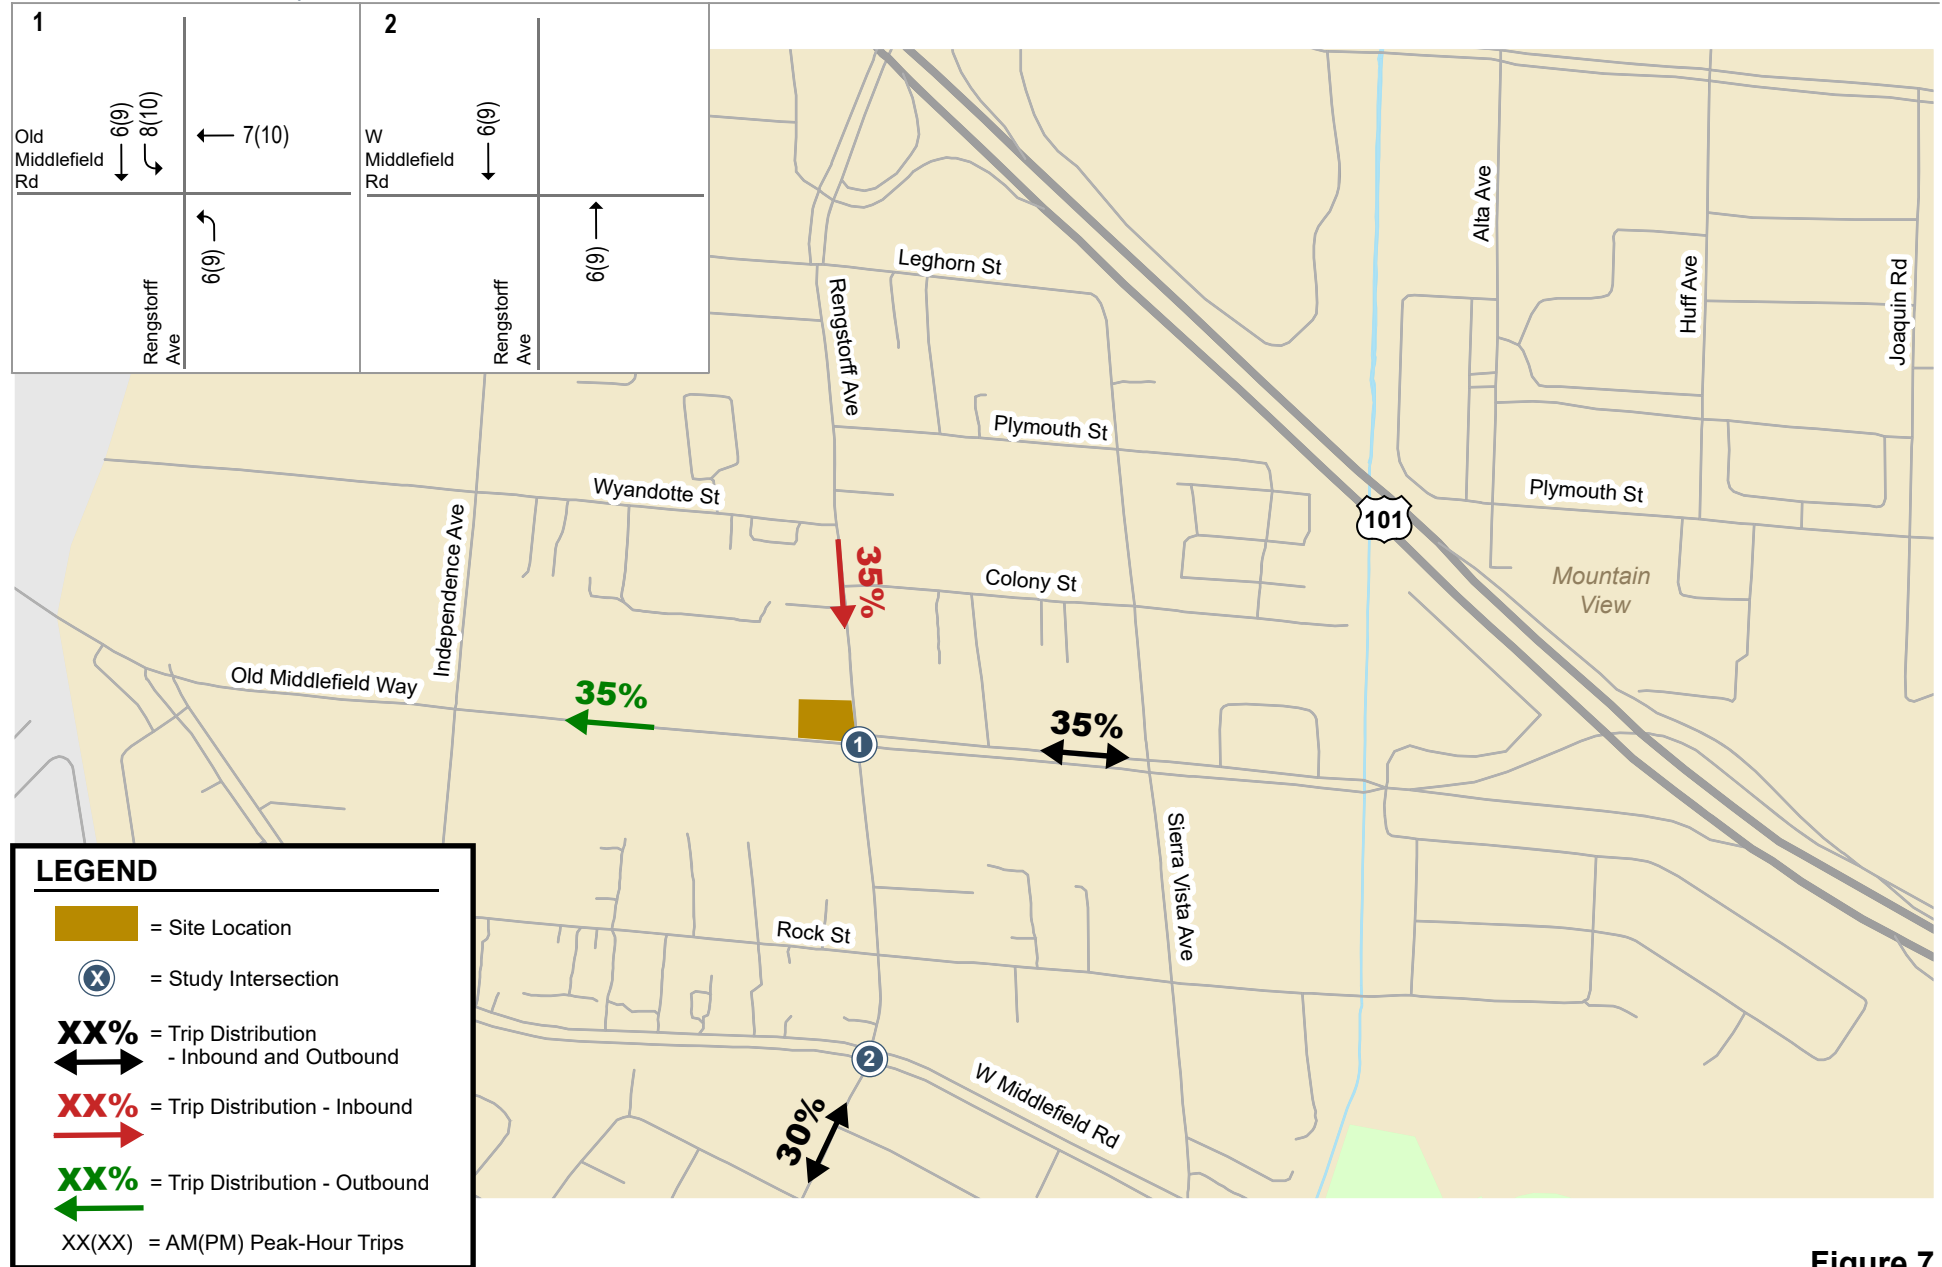 1
Old
Middlefield
Rd
6(9)
8(10)
7(10)
6(9)
Rengstorff
Ave
2
W
Middlefield
Rd
6(9)
6(9)
Rengstorff
Ave
Leghorn St
Rengstorff Ave
Alta Ave
Huff Ave
Joaquin Rd
Plymouth St
Wyandotte St
Plymouth St
101
Independence Ave
35%
Colony St
Mountain
View
Old Middlefield Way
35%
35%
1
Sierra Vista Ave
Rock St
2
W Middlefield Rd
30%
LEGEND
= Site Location
X = Study Intersection
XX% = Trip Distribution
- Inbound and Outbound
XX% = Trip Distribution - Inbound
XX% = Trip Distribution - Outbound
XX(XX) = AM(PM) Peak-Hour Trips
Figure 7